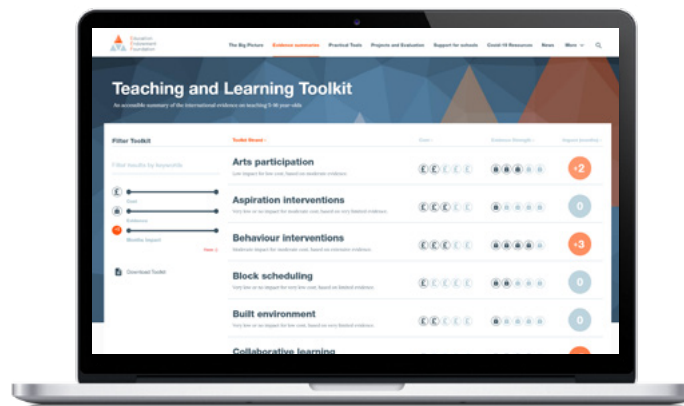 Education
Endowment
Foundation
The Big Picture Evidence summaries Practical Tools Projects and Evaluation Support for schools Covid-19 Resources News More
Teaching and Learning Toolkit
An accessible summary of the international evidence on teaching 5-16 year-olds
Filter Toolkit
Toolkit Strand Cost Evidence Strength Impact (months)
Filter results by keywords
Arts participation
Low impact for low cost, based on moderate evidence.
£ £ £ £ £
+2
£
Cost
Aspiration interventions
Very low or no impact for moderate cost, based on very limited evidence.
£ £ £ £ £
0
Evidence
Months Impact
Behaviour interventions
Moderate impact for moderate cost, based on extensive evidence.
£ £ £ £ £
+3
Download Toolkit
Block scheduling
Very low or no impact for very low cost, based on limited evidence.
£ £ £ £ £
0
Built environment
Very low or no impact for low cost, based on very limited evidence.
£ £ £ £ £
0
Collaborative learning